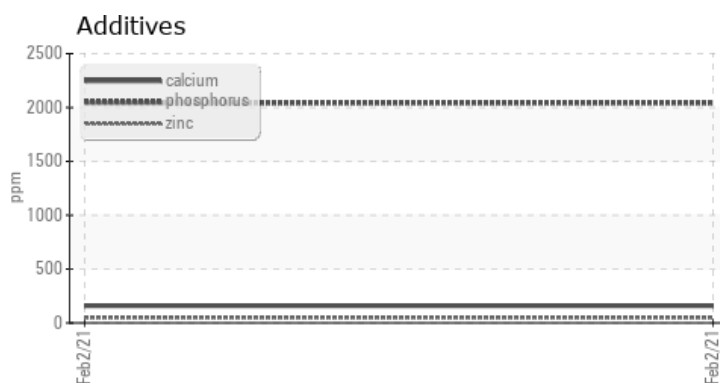 Additives
2500
2000
1500
1000
500
0
ppm
calcium
phosphorus
zinc
Feb2/21
Feb2/21